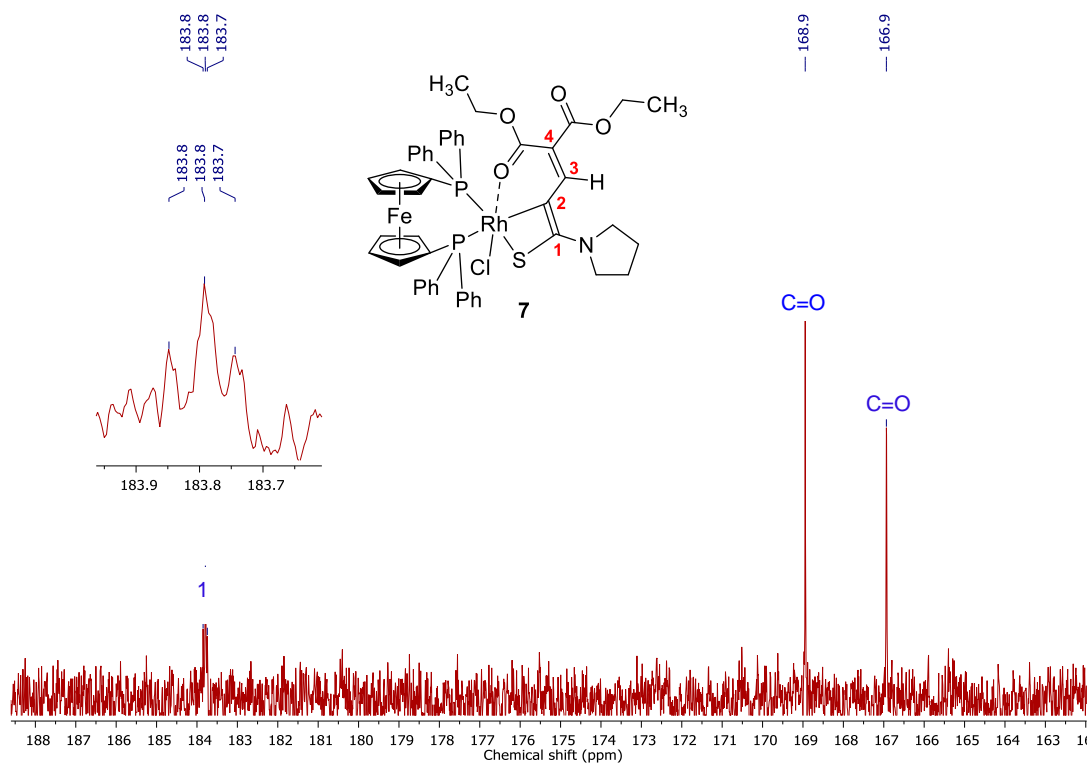 183.8
183.8
183.7
168.9
166.9
183.8
183.8
183.7
H3C
O
O
O
CH3
O
4
3
H
2
1
Ph
Ph
P
Fe
P
Rh
Cl
S
N
Ph
Ph
7
C=O
C=O
183.9 183.8 183.7
1
188 187 186 185 184 183 182 181 180 179 178 177 176 175 174 173 172 171 170 169 168 167 166 165 164 163
Chemical shift (ppm)